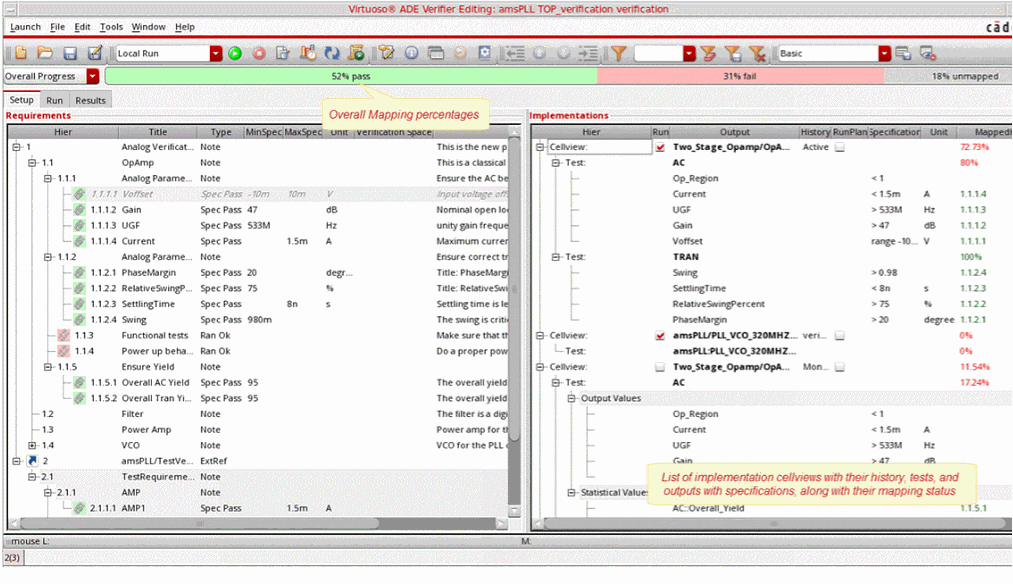 Virtuoso® ADE Verifier Editing: amsPLL TOP_verification verification
Launch File Edit Tools Window Help
cād
Local Run
Basic
Overall Progress
52% pass
31% fail
18% unmapped
Setup Run Results
Overall Mapping percentages
Requirements
Hier Title Type MinSpec MaxSpec Unit Verification Space
1 Analog Verificat... Note This is the new p
1.1 OpAmp Note This is a classical
1.1.1 Analog Parame... Note Ensure the AC be
1.1.1.1 Voffset Spec Pass -10m 10m V Input voltage off
1.1.1.2 Gain Spec Pass 47 dB Nominal open lo
1.1.1.3 UGF Spec Pass 533M Hz unity gain freque
1.1.1.4 Current Spec Pass 1.5m A Maximum currer
1.1.2 Analog Parame... Note Ensure correct tr
1.1.2.1 PhaseMargin Spec Pass 20 degr... Title: PhaseMargi
1.1.2.2 RelativeSwingP... Spec Pass 75 % Title: RelativeSwi
1.1.2.3 SettlingTime Spec Pass 8n s Settling time is le
1.1.2.4 Swing Spec Pass 980m The swing is critic
1.1.3 Functional tests Ran Ok Make sure that th
1.1.4 Power up beha... Ran Ok Do a proper pow
1.1.5 Ensure Yield Note
1.1.5.1 Overall AC Yield Spec Pass 95 The overall yield
1.1.5.2 Overall Tran Yi... Spec Pass 95 The overall yield
1.2 Filter Note The filter is a digi
1.3 Power Amp Note Power amp for th
1.4 VCO Note VCO for the PLL c
2 amsPLL/TestVe... ExtRef
2.1 TestRequireme... Note
2.1.1 AMP Note
2.1.1.1 AMP1 Spec Pass 1.5m A
Implementations
Hier Run Output History RunPlan Specification Unit Mapped
Cellview: Two_Stage_Opamp/OpA... Active 72.73%
Test: AC 80%
Op_Region < 1
Current < 1.5m A 1.1.1.4
UGF > 533M Hz 1.1.1.3
Gain > 47 dB 1.1.1.2
Voffset range -10... V 1.1.1.1
Test: TRAN 100%
Swing > 0.98 1.1.2.4
SettlingTime < 8n s 1.1.2.3
RelativeSwingPercent > 75 % 1.1.2.2
PhaseMargin > 20 degree 1.1.2.1
Cellview: amsPLL/PLL_VCO_320MHZ... veri... 0%
Test: amsPLL:PLL_VCO_320MHZ... 0%
Cellview: Two_Stage_Opamp/OpA... Mon... 11.54%
Test: AC 17.24%
Output Values
Op_Region < 1
Current < 1.5m A
UGF > 533M Hz
Gain > 47 dB
List of implementation cellviews with their history, tests, and
outputs with specifications, along with their mapping status
Statistical Values
AC::Overall_Yield 1.1.5.1
mouse L: M:
2(3)